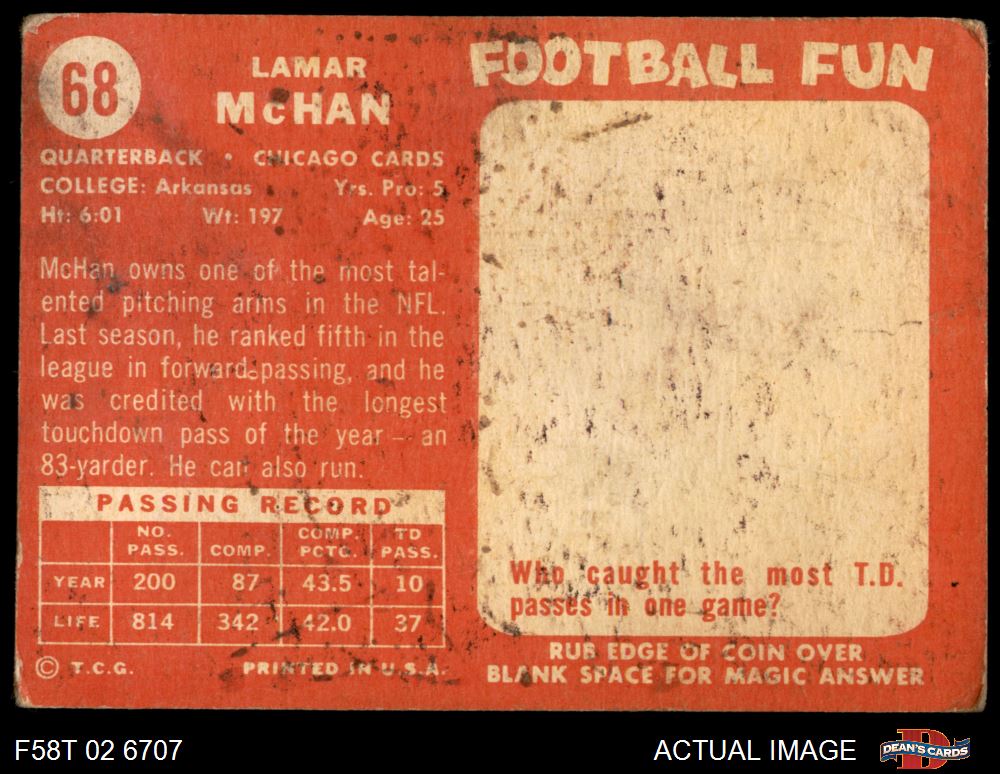 68
LAMAR
McHAN
QUARTERBACK • CHICAGO CARDS
COLLEGE: Arkansas Yrs. Pro: 5
Ht: 6:01 Wt: 197 Age: 25
McHan owns one of the most tal-
ented pitching arms in the NFL.
Last season, he ranked fifth in the
league in forward passing, and he
was credited with the longest
touchdown pass of the year — an
83-yarder. He can also run.
PASSING RECORD
NO. PASS. COMP. COMP. PCTG. TD PASS.
YEAR 200 87 43.5 10
LIFE 814 342 42.0 37
© T.C.G. PRINTED IN U.S.A.
FOOTBALL FUN
Who caught the most T.D.
passes in one game?
RUB EDGE OF COIN OVER
BLANK SPACE FOR MAGIC ANSWER
F58T 02 6707
ACTUAL IMAGE
DEAN'S CARDS